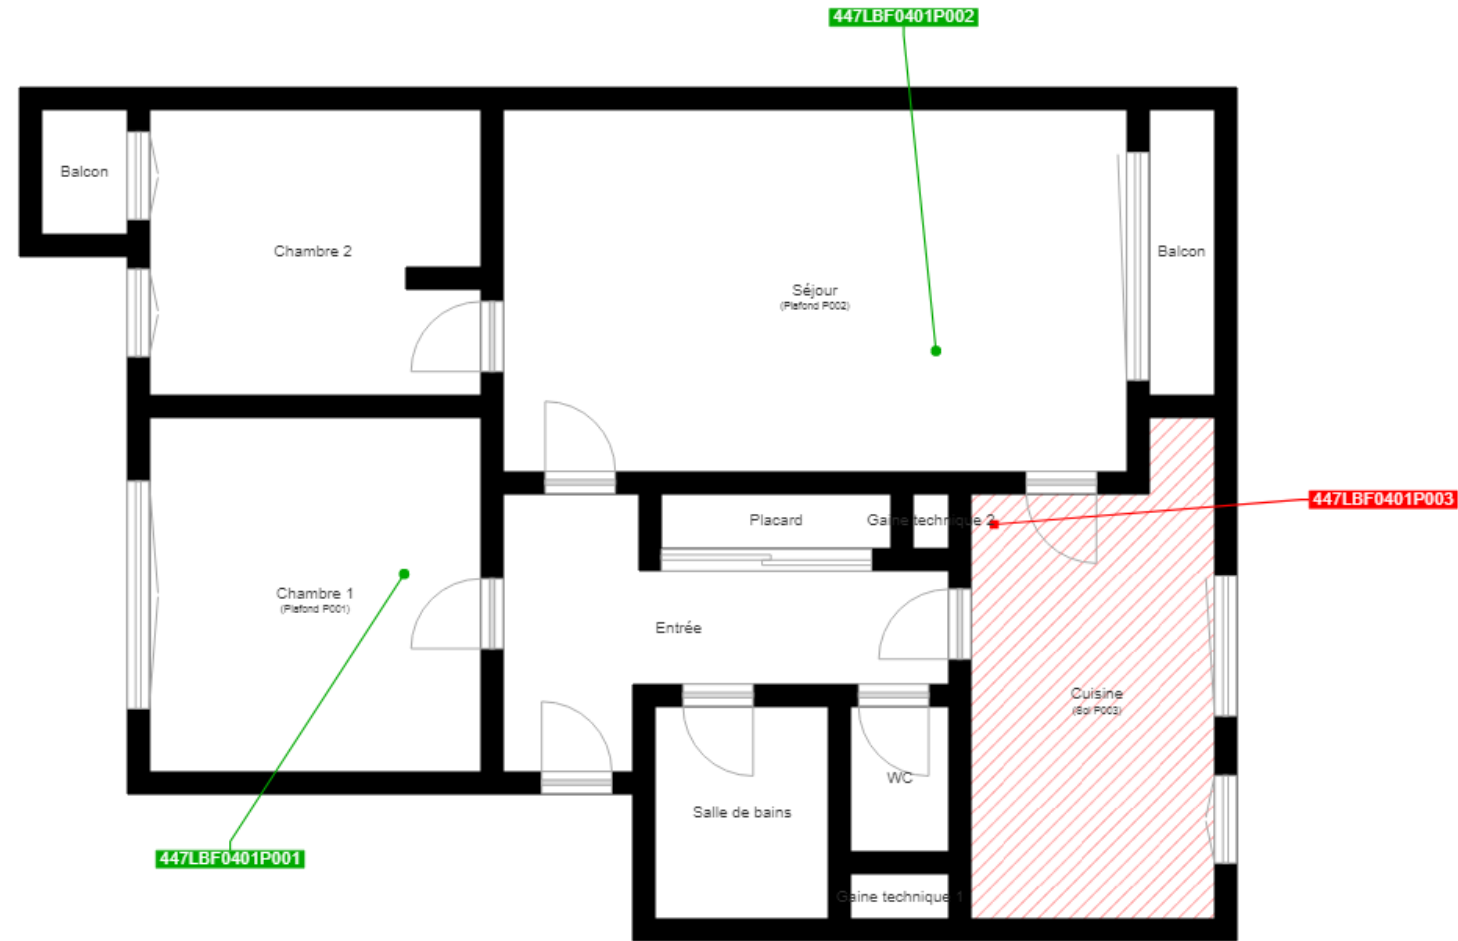 447LBF0401P002
Balcon
Chambre 2
Balcon
Séjour
(Plafond P002)
447LBF0401P003
Placard
Gaine technique 2
Chambre 1
(Plafond P001)
Entrée
Cuisine
(Sol P003)
WC
Salle de bains
447LBF0401P001
Gaine technique 1